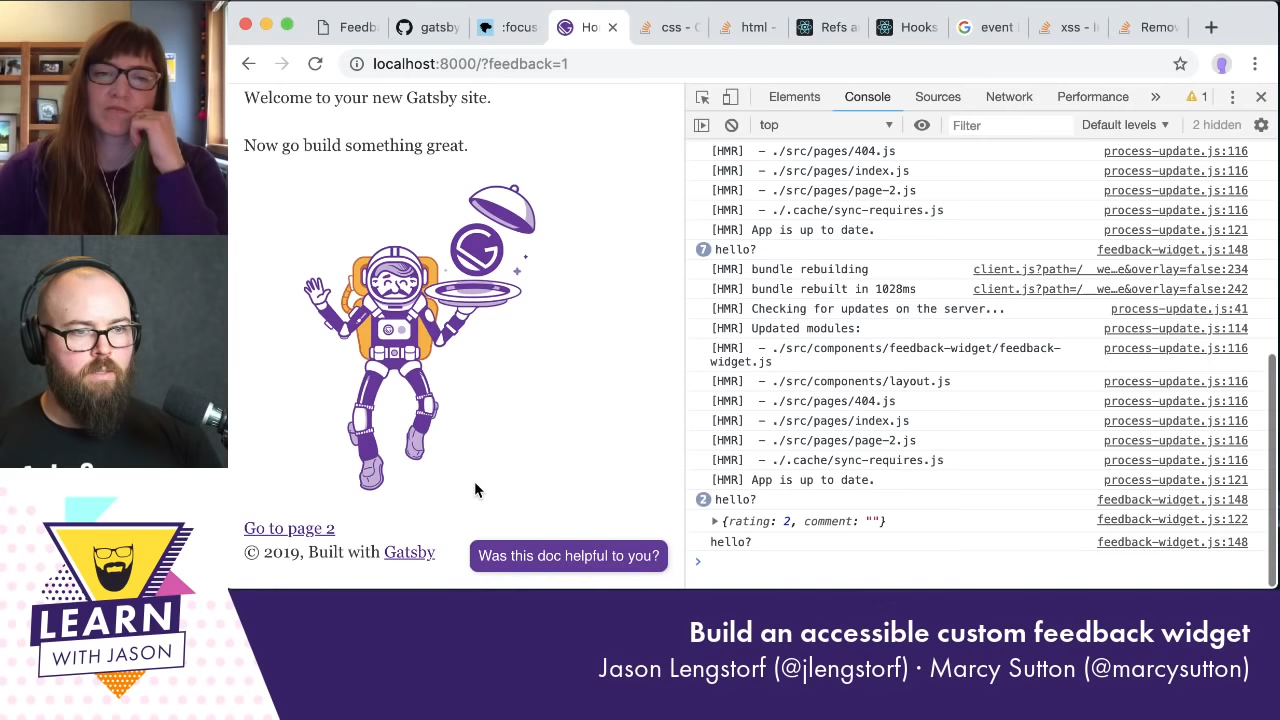 Feedb
gatsby
:focus
Ho
css - C
html -
Refs a
Hooks
event
xss - I
Remov
localhost:8000/?feedback=1
Welcome to your new Gatsby site.
Now go build something great.
Go to page 2
© 2019, Built with Gatsby
Was this doc helpful to you?
Elements Console Sources Network Performance » 1
top Filter Default levels 2 hidden
[HMR]  - ./src/pages/404.js process-update.js:116
[HMR]  - ./src/pages/index.js process-update.js:116
[HMR]  - ./src/pages/page-2.js process-update.js:116
[HMR]  - ./.cache/sync-requires.js process-update.js:116
[HMR] App is up to date. process-update.js:121
7 hello? feedback-widget.js:148
[HMR] bundle rebuilding client.js?path=/__we…e&overlay=false:234
[HMR] bundle rebuilt in 1028ms client.js?path=/__we…e&overlay=false:242
[HMR] Checking for updates on the server... process-update.js:41
[HMR] Updated modules: process-update.js:114
[HMR]  - ./src/components/feedback-widget/feedback- process-update.js:116
widget.js
[HMR]  - ./src/components/layout.js process-update.js:116
[HMR]  - ./src/pages/404.js process-update.js:116
[HMR]  - ./src/pages/index.js process-update.js:116
[HMR]  - ./src/pages/page-2.js process-update.js:116
[HMR]  - ./.cache/sync-requires.js process-update.js:116
[HMR] App is up to date. process-update.js:121
2 hello? feedback-widget.js:148
{rating: 2, comment: ""} feedback-widget.js:122
hello? feedback-widget.js:148
LEARN
WITH JASON
Build an accessible custom feedback widget
Jason Lengstorf (@jlengstorf) · Marcy Sutton (@marcysutton)